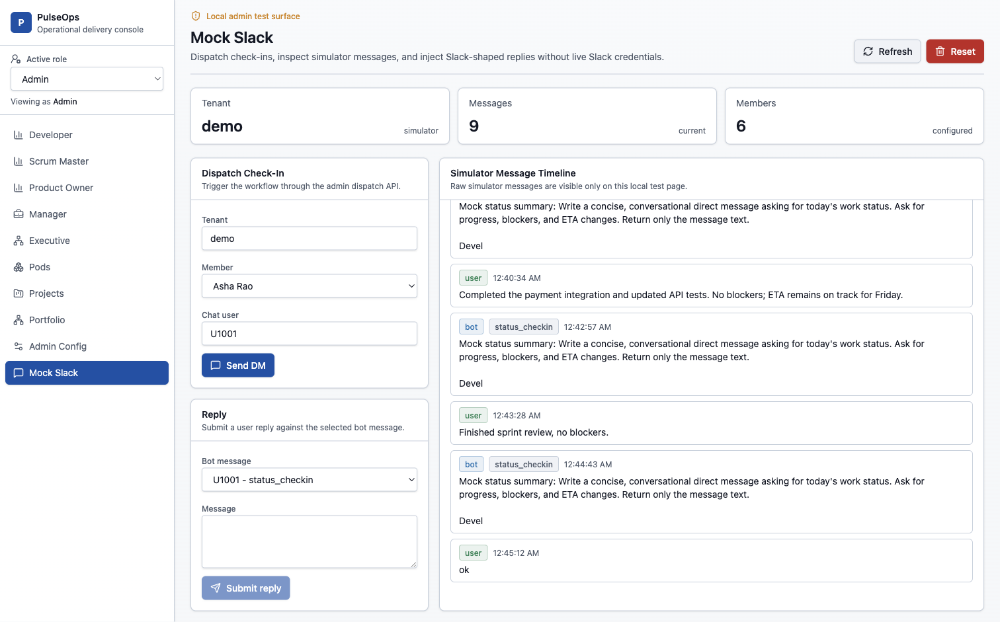 P
PulseOps
Operational delivery console
Active role
Admin
Viewing as Admin
Developer
Scrum Master
Product Owner
Manager
Executive
Pods
Projects
Portfolio
Admin Config
Mock Slack
Local admin test surface
Mock Slack
Dispatch check-ins, inspect simulator messages, and inject Slack-shaped replies without live Slack credentials.
Refresh
Reset
Tenant
demo
simulator
Messages
9
current
Members
6
configured
Dispatch Check-In
Trigger the workflow through the admin dispatch API.
Tenant
demo
Member
Asha Rao
Chat user
U1001
Send DM
Reply
Submit a user reply against the selected bot message.
Bot message
U1001 - status_checkin
Message
Submit reply
Simulator Message Timeline
Raw simulator messages are visible only on this local test page.
Mock status summary: Write a concise, conversational direct message asking for today's work status. Ask for
progress, blockers, and ETA changes. Return only the message text.
Devel
user 12:40:34 AM
Completed the payment integration and updated API tests. No blockers; ETA remains on track for Friday.
bot status_checkin 12:42:57 AM
Mock status summary: Write a concise, conversational direct message asking for today's work status. Ask for
progress, blockers, and ETA changes. Return only the message text.
Devel
user 12:43:28 AM
Finished sprint review, no blockers.
bot status_checkin 12:44:43 AM
Mock status summary: Write a concise, conversational direct message asking for today's work status. Ask for
progress, blockers, and ETA changes. Return only the message text.
Devel
user 12:45:12 AM
ok